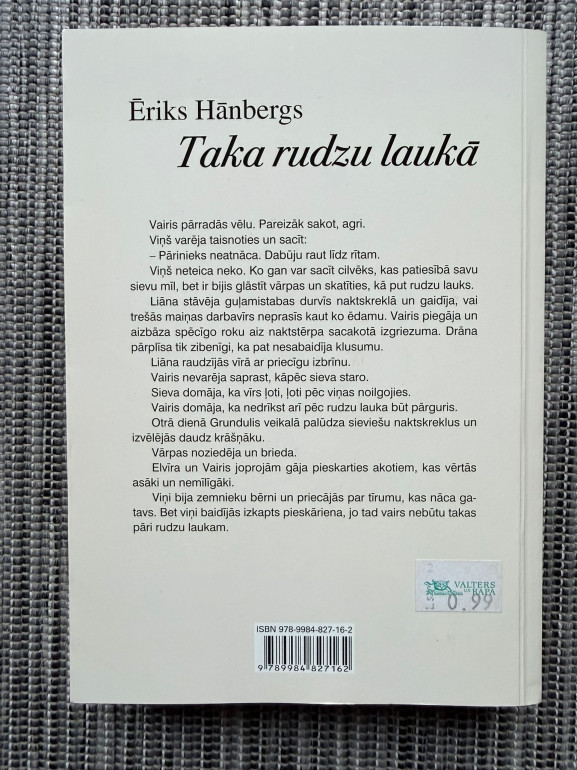 Ēriks Hānbergs
Taka rudzu laukā
Vairis pārradās vēlu. Pareizāk sakot, agri.
Viņš varēja taisnoties un sacīt:
– Pārinieks neatnāca. Dabūju raut līdz rītam.
Viņš neteica neko. Ko gan var sacīt cilvēks, kas patiesībā savu
sievu mīl, bet ir bijis glāstīt vārpas un skatīties, kā put rudzu lauks.
Liāna stāvēja guļamistabas durvīs naktskreklā un gaidīja, vai
trešās maiņas darbavīrs neprasīs kaut ko ēdamu. Vairis piegāja un
aizbāza spēcīgo roku aiz naktstērpa sacakotā izgriezuma. Drāna
pārplīsa tik zibenīgi, ka pat nesabaidīja klusumu.
Liāna raudzījās vīrā ar priecīgu izbrīnu.
Vairis nevarēja saprast, kāpēc sieva staro.
Sieva domāja, ka vīrs ļoti, ļoti pēc viņas noilgojies.
Vairis domāja, ka nedrīkst arī pēc rudzu lauka būt pārguris.
Otrā dienā Grundulis veikalā palūdza sieviešu naktskreklus un
izvēlējās daudz krāšņāku.
Vārpas noziedēja un brieda.
Elvīra un Vairis joprojām gāja pieskarties akotiem, kas vērtās
asāki un nemīlīgāki.
Viņi bija zemnieku bērni un priecājās par tīrumu, kas nāca ga-
tavs. Bet viņi baidījās izkapts pieskāriena, jo tad vairs nebūtu takas
pāri rudzu laukam.
VALTERS
UN RAPA
0.99
ISBN 978-9984-827-16-2
9 789984 827162